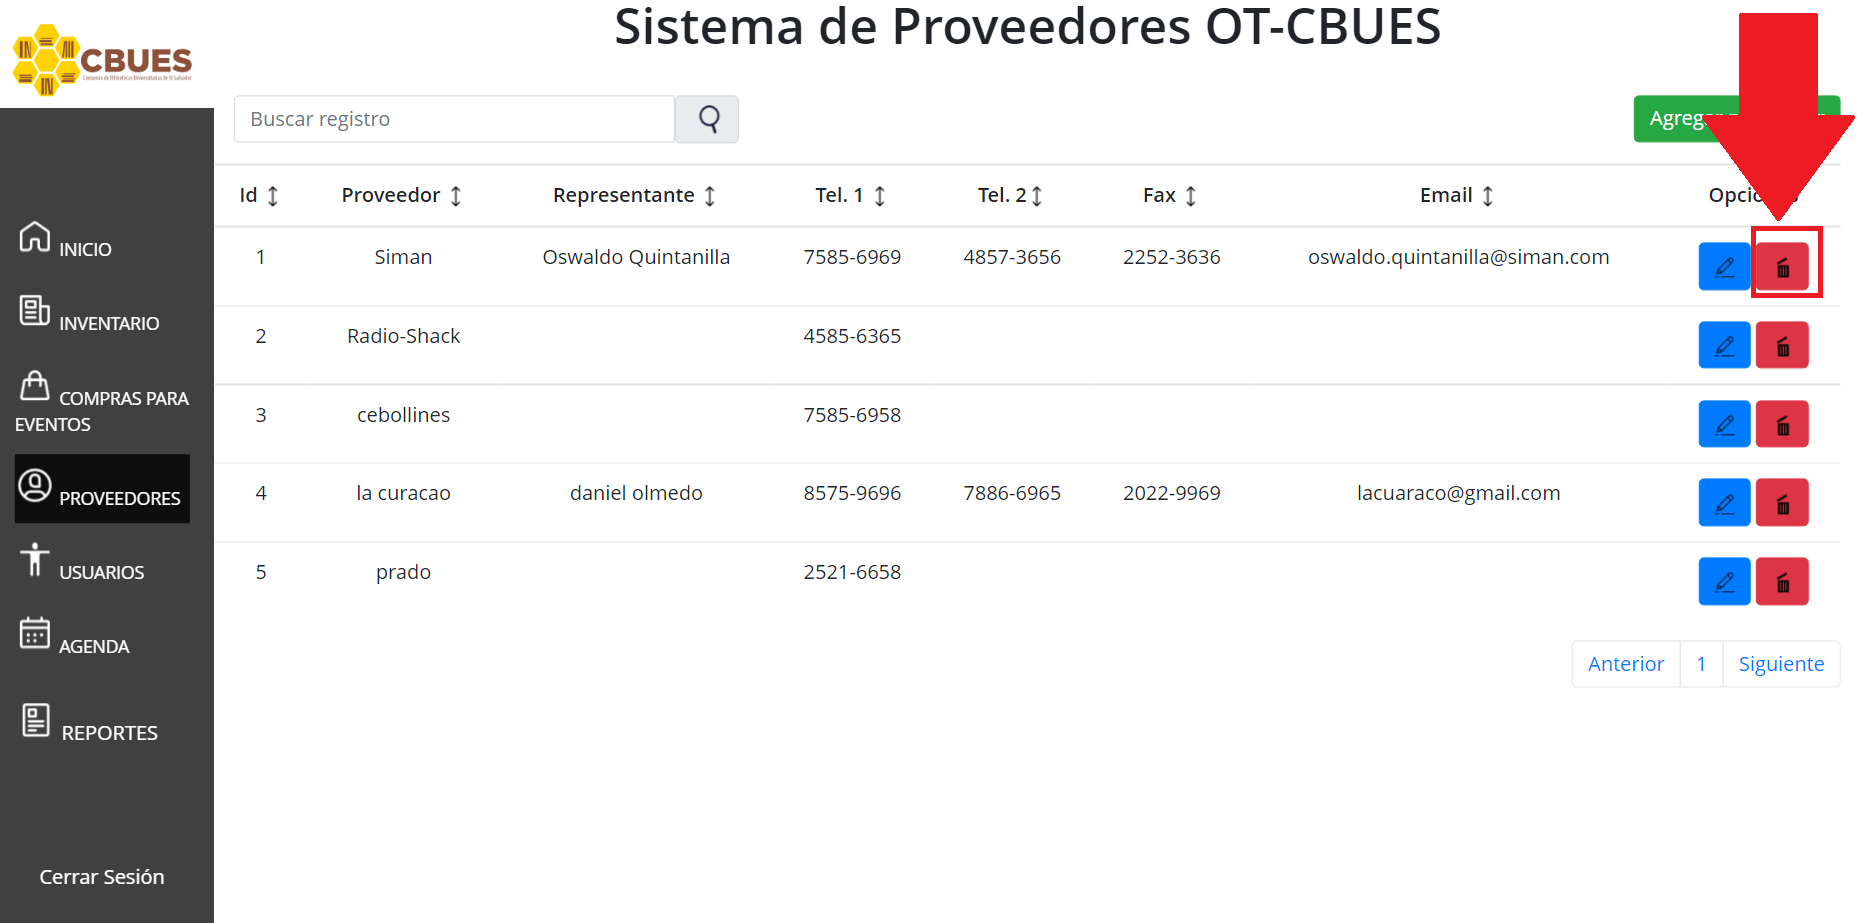 Sistema de Proveedores OT-CBUES
CBUES
Consorcio de Bibliotecas Universitarias de El Salvador
Buscar registro
Id Proveedor Representante Tel. 1 Tel. 2 Fax Email
1 Siman Oswaldo Quintanilla 7585-6969 4857-3656 2252-3636 oswaldo.quintanilla@siman.com
2 Radio-Shack 4585-6365
3 cebollines 7585-6958
4 la curacao daniel olmedo 8575-9696 7886-6965 2022-9969 lacuaraco@gmail.com
5 prado 2521-6658
Anterior 1 Siguiente
INICIO
INVENTARIO
COMPRAS PARA
EVENTOS
PROVEEDORES
USUARIOS
AGENDA
REPORTES
Cerrar Sesión